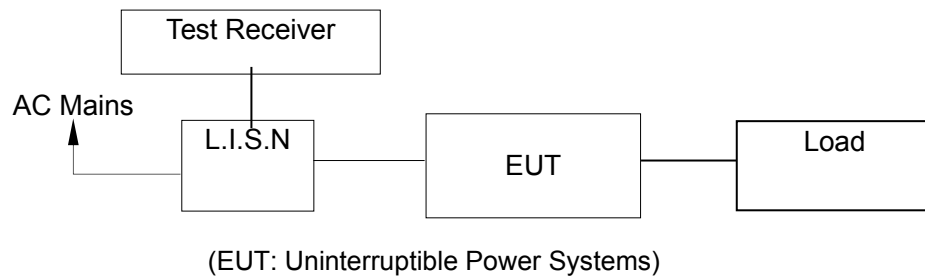 Test Receiver
AC Mains
L.I.S.N
EUT
Load
(EUT: Uninterruptible Power Systems)